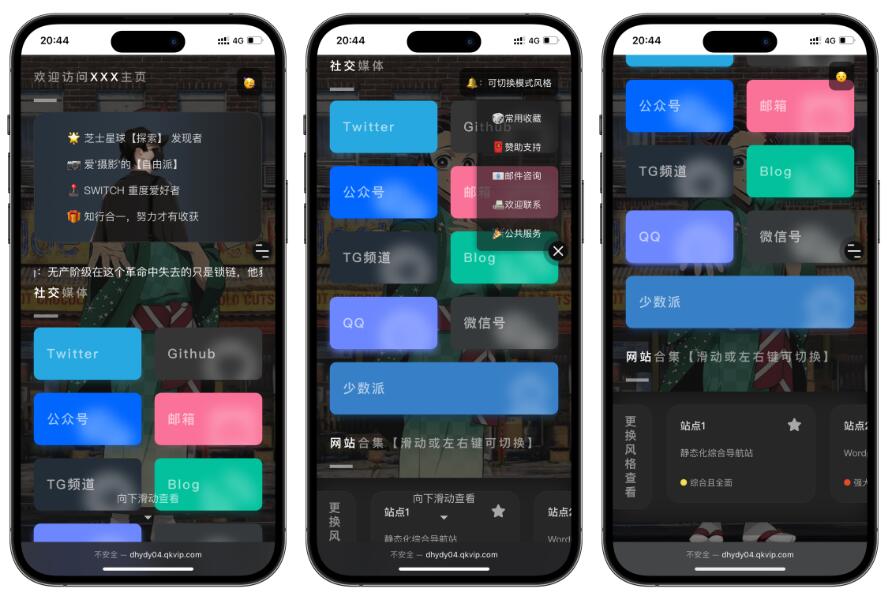 20:44
4G
欢迎访问XXX主页
🌟 芝士星球【探索】 发现者
📷 爱'摄影'的【自由派】
🕹️ SWITCH 重度爱好者
🎁 知行合一，努力才有收获
无产阶级在这个革命中失去的只是锁链，
社交媒体
Twitter
Github
公众号
邮箱
TG频道
Blog
向下滑动查看
不安全 — dhydy04.qkvip.com
20:44
4G
社交媒体
🔔：可切换模式风格
Twitter
Github
🎲常用收藏
🧧赞助支持
公众号
邮箱
📧邮件咨询
📠欢迎联系
TG频道
Blog
🎉公共服务
QQ
微信号
少数派
网站合集【滑动或左右键可切换】
更换风
向下滑动查看
站点1
静态化综合导航站
不安全 — dhydy04.qkvip.com
20:44
4G
公众号
邮箱
TG频道
Blog
QQ
微信号
少数派
网站合集【滑动或左右键可切换】
更换风格查看
站点1
静态化综合导航站
综合且全面
不安全 — dhydy04.qkvip.com